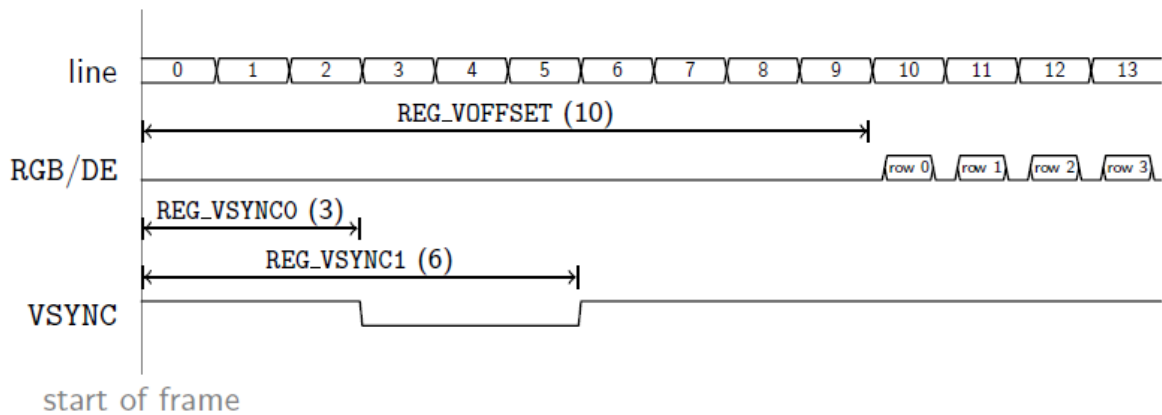 line 0 1 2 3 4 5 6 7 8 9 10 11 12 13
REG_VOFFSET (10)
RGB/DE row 0 row 1 row 2 row 3
REG_VSYNC0 (3)
REG_VSYNC1 (6)
VSYNC
start of frame